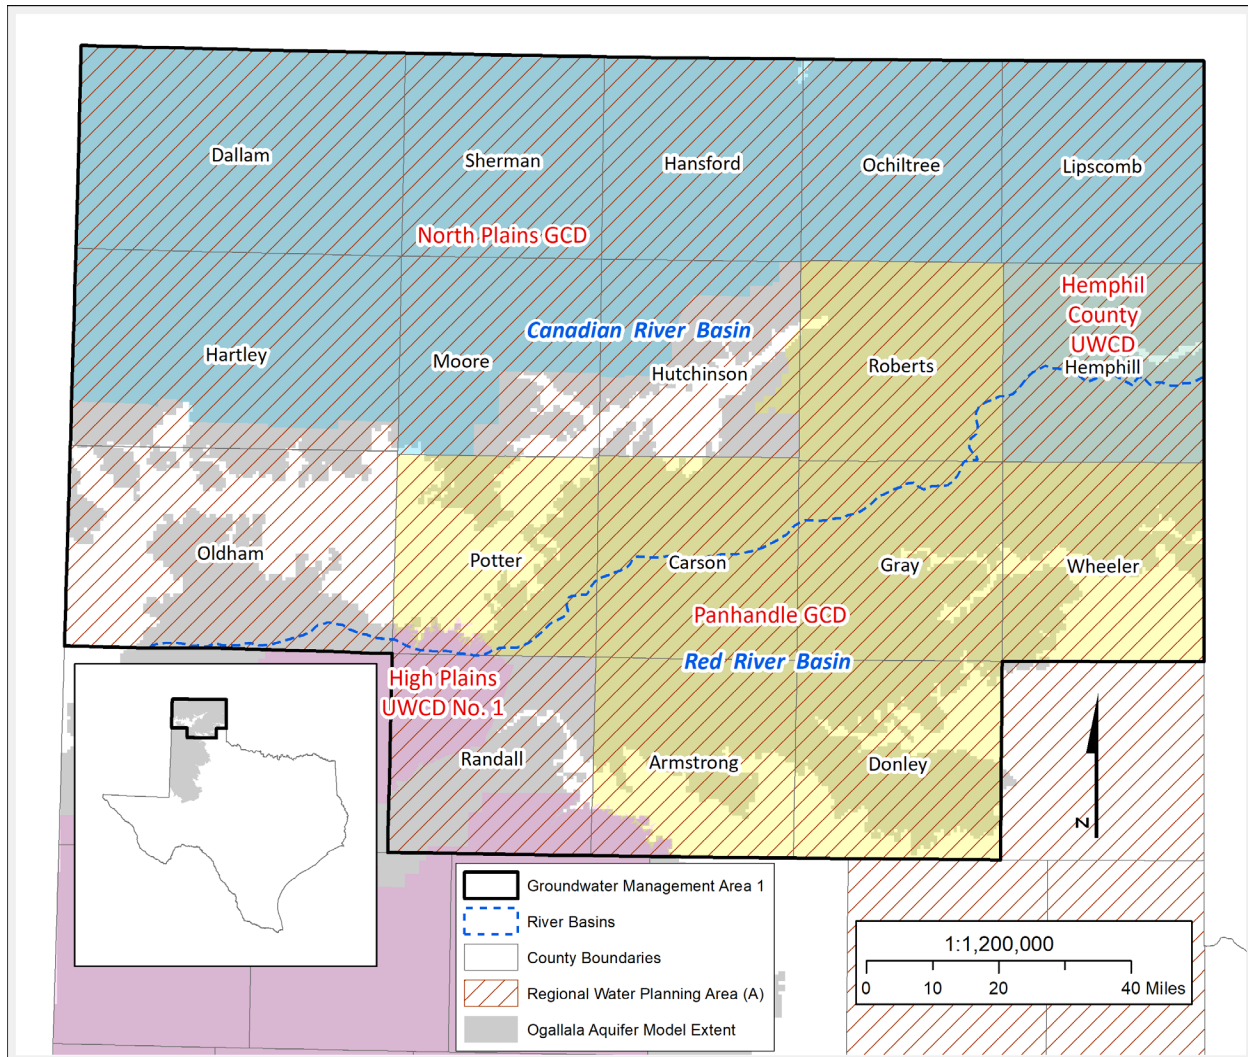 Dallam
Sherman
Hansford
Ochiltree
Lipscomb
North Plains GCD
Hemphil
County
UWCD
Hemphill
Canadian River Basin
Hartley
Moore
Hutchinson
Roberts
Oldham
Potter
Carson
Gray
Wheeler
Panhandle GCD
Red River Basin
High Plains
UWCD No. 1
Randall
Armstrong
Donley
N
Groundwater Management Area 1
River Basins
County Boundaries
Regional Water Planning Area (A)
Ogallala Aquifer Model Extent
1:1,200,000
0 10 20 40 Miles